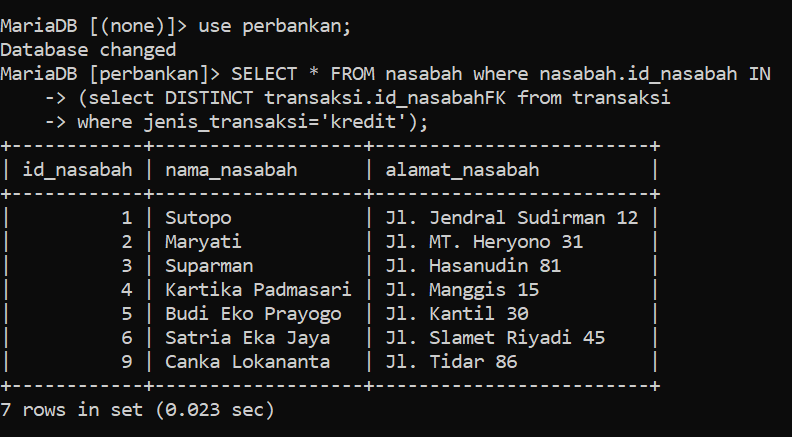 MariaDB [(none)]> use perbankan;
Database changed
MariaDB [perbankan]> SELECT * FROM nasabah where nasabah.id_nasabah IN
    -> (select DISTINCT transaksi.id_nasabahFK from transaksi
    -> where jenis_transaksi='kredit');
+------------+-------------------+-------------------------+
| id_nasabah | nama_nasabah      | alamat_nasabah          |
+------------+-------------------+-------------------------+
|          1 | Sutopo            | Jl. Jendral Sudirman 12 |
|          2 | Maryati           | Jl. MT. Heryono 31      |
|          3 | Suparman          | Jl. Hasanudin 81        |
|          4 | Kartika Padmasari | Jl. Manggis 15          |
|          5 | Budi Eko Prayogo  | Jl. Kantil 30           |
|          6 | Satria Eka Jaya   | Jl. Slamet Riyadi 45    |
|          9 | Canka Lokananta   | Jl. Tidar 86            |
+------------+-------------------+-------------------------+
7 rows in set (0.023 sec)